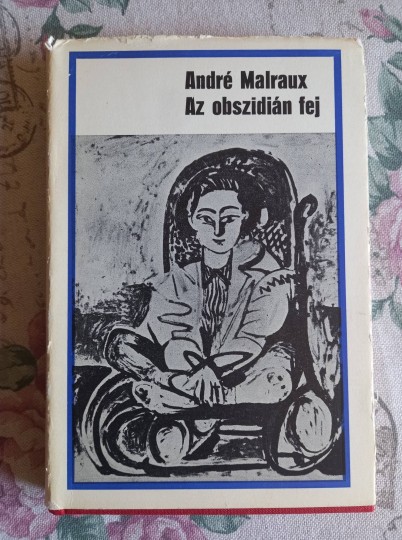 André Malraux
Az obszidián fej